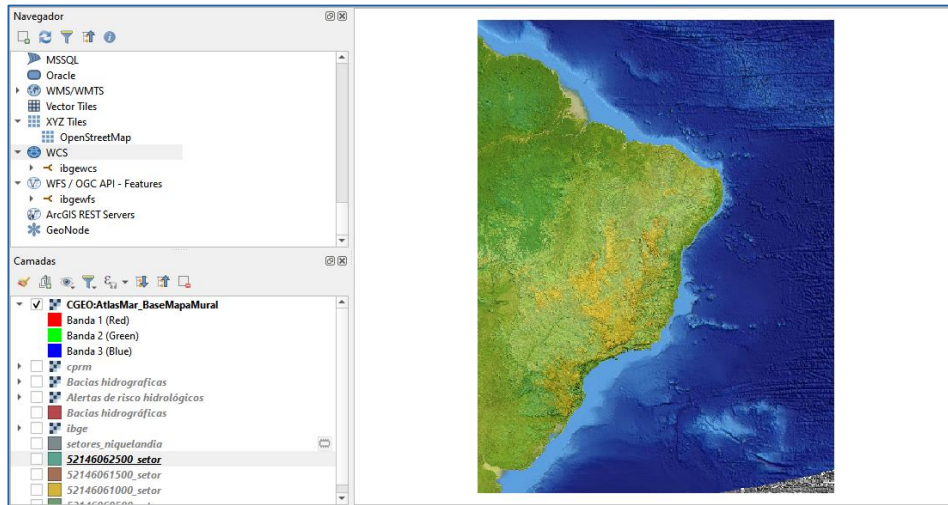 Navegador
MSSQL
Oracle
WMS/WMTS
Vector Tiles
XYZ Tiles
OpenStreetMap
WCS
ibgewcs
WFS / OGC API - Features
ibgewfs
ArcGIS REST Servers
GeoNode
Camadas
CGEO:AtlasMar_BaseMapaMural
Banda 1 (Red)
Banda 2 (Green)
Banda 3 (Blue)
cprm
Bacias hidrograficas
Alertas de risco hidrológicos
Bacias hidrográficas
ibge
setores_niquelandia
52146062500_setor
52146061500_setor
52146061000_setor